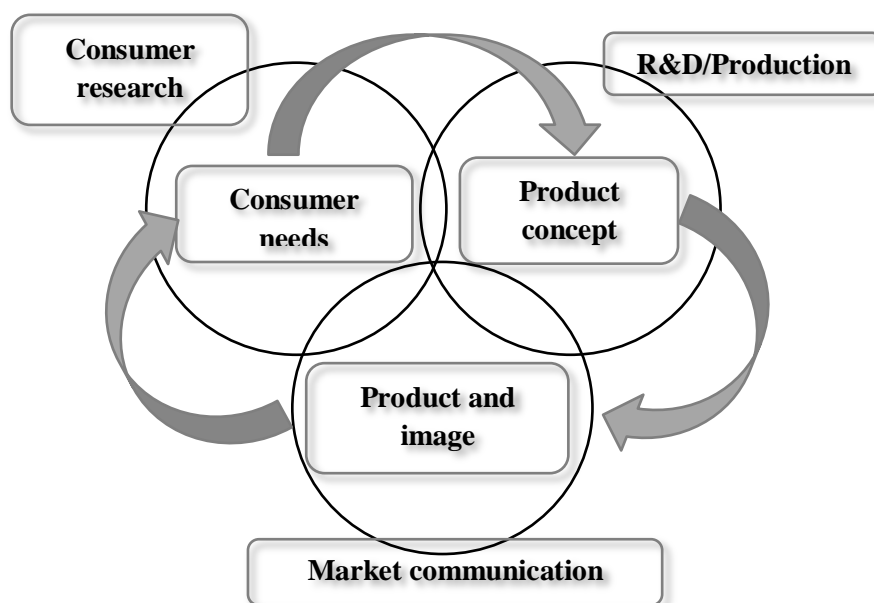 Consumer
research
R&D/Production
Consumer
needs
Product
concept
Product and
image
Market communication